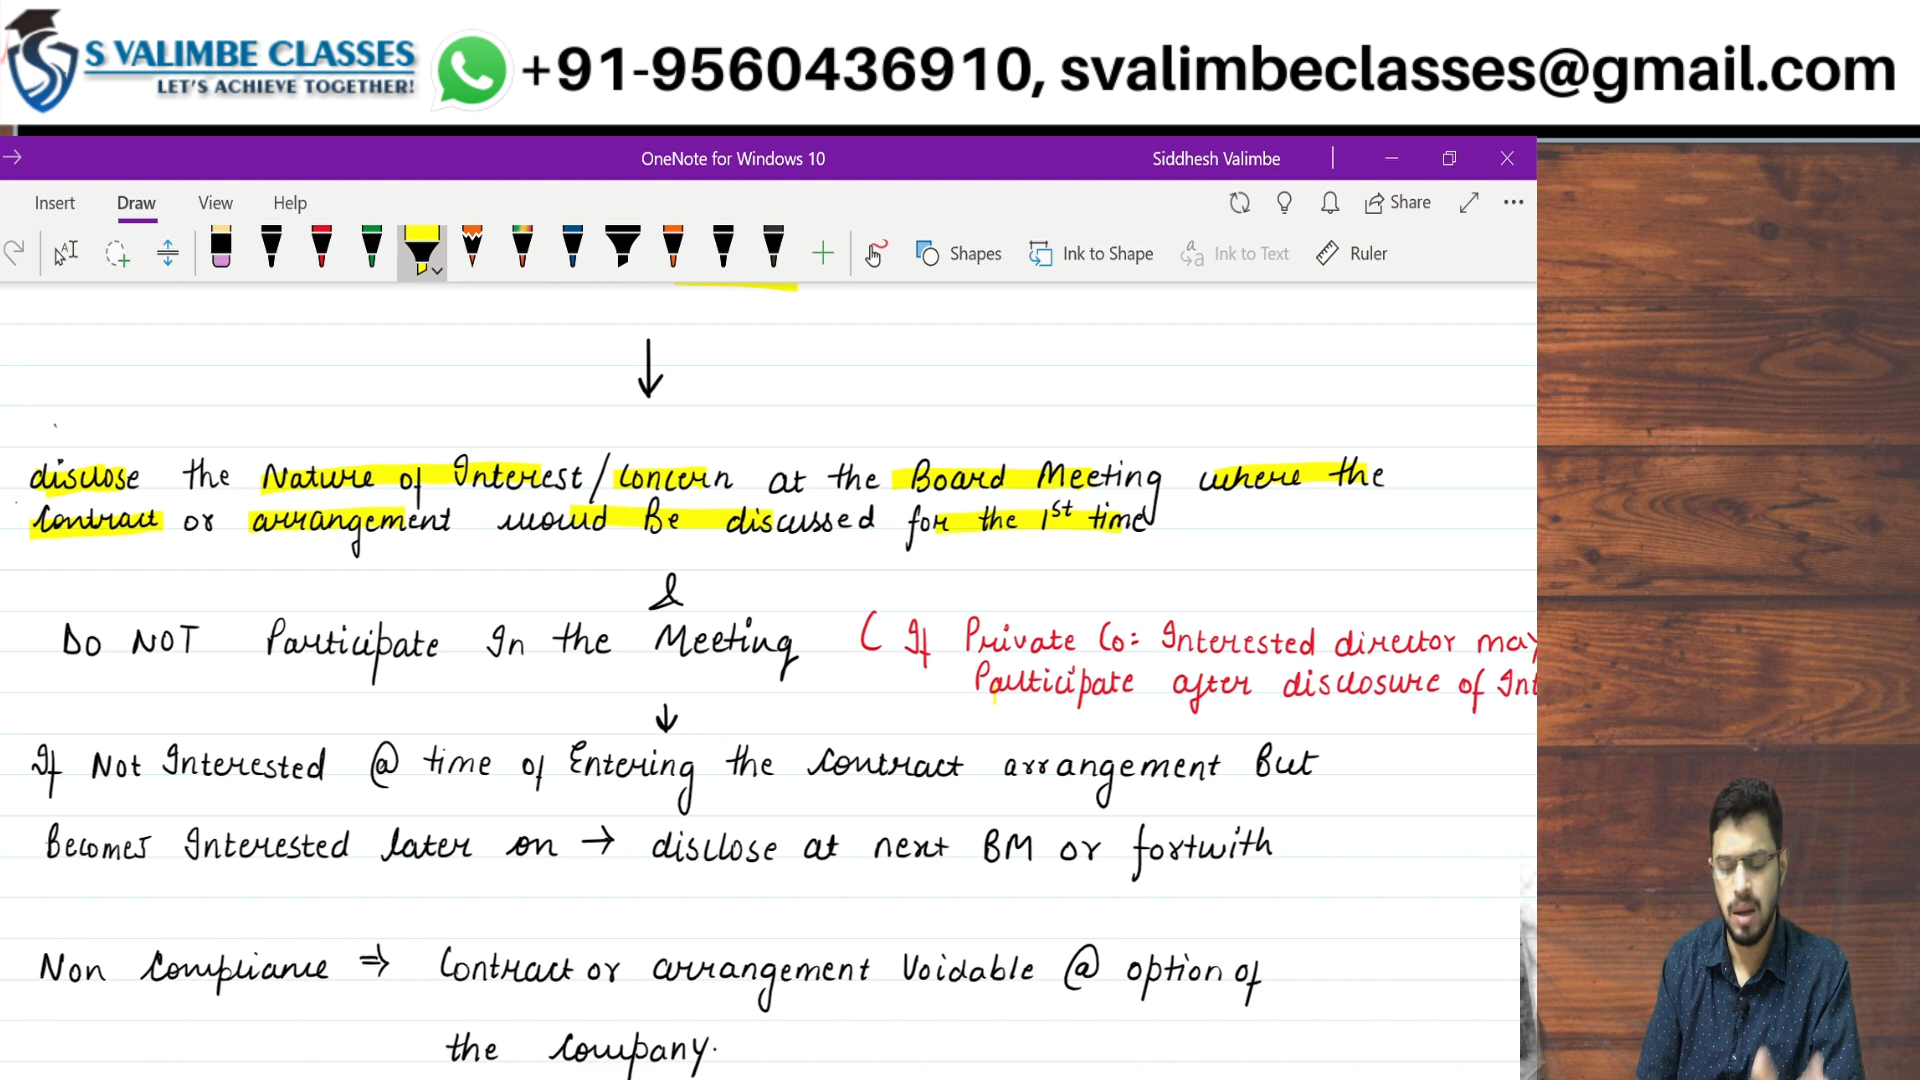 S VALIMBE CLASSES
LET'S ACHIEVE TOGETHER!
+91-9560436910, svalimbeclasses@gmail.com
OneNote for Windows 10
Siddhesh Valimbe
Insert Draw View Help
Share
Shapes Ink to Shape Ink to Text Ruler
disclose the Nature of Interest/concern at the Board Meeting where the
contract or arrangement would Be discussed for the 1st time
&
Do NOT Participate In the Meeting
( If Private Co: Interested director may
Participate after disclosure of Int
If Not Interested @ time of Entering the contract arrangement But
Becomes Interested later on → disclose at next BM or fortwith
Non Compliance ⇒ Contract or arrangement Voidable @ option of
the company.